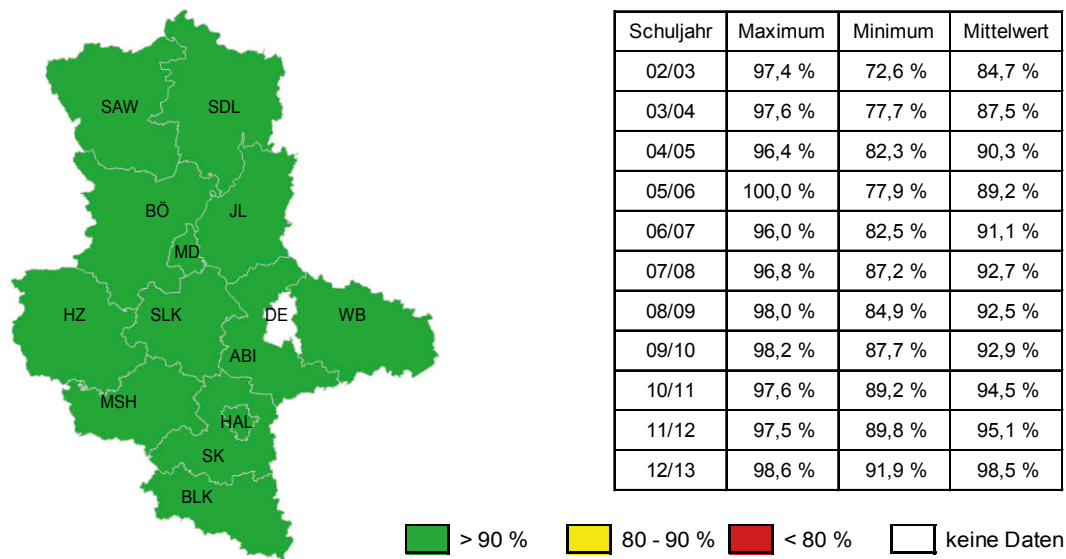 SAW SDL
BÖ JL
MD
HZ SLK DE WB
ABI
MSH
HAL
SK
BLK
Schuljahr Maximum Minimum Mittelwert
02/03 97,4 % 72,6 % 84,7 %
03/04 97,6 % 77,7 % 87,5 %
04/05 96,4 % 82,3 % 90,3 %
05/06 100,0 % 77,9 % 89,2 %
06/07 96,0 % 82,5 % 91,1 %
07/08 96,8 % 87,2 % 92,7 %
08/09 98,0 % 84,9 % 92,5 %
09/10 98,2 % 87,7 % 92,9 %
10/11 97,6 % 89,2 % 94,5 %
11/12 97,5 % 89,8 % 95,1 %
12/13 98,6 % 91,9 % 98,5 %
> 90 % 80 - 90 % < 80 % keine Daten